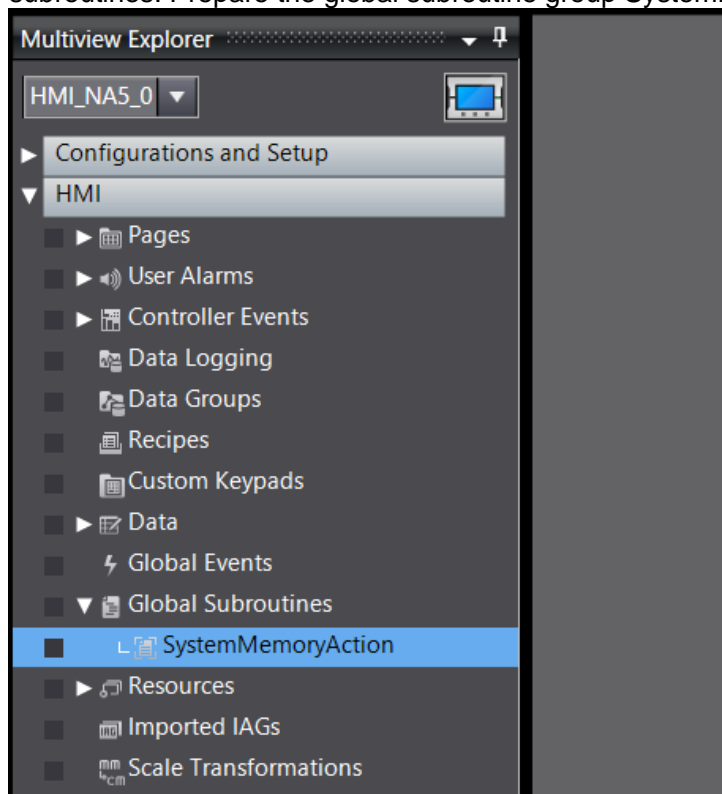 subroutines. Prepare the global subroutine group System
Multiview Explorer
HMI_NA5_0
Configurations and Setup
HMI
Pages
User Alarms
Controller Events
Data Logging
Data Groups
Recipes
Custom Keypads
Data
Global Events
Global Subroutines
SystemMemoryAction
Resources
Imported IAGs
Scale Transformations